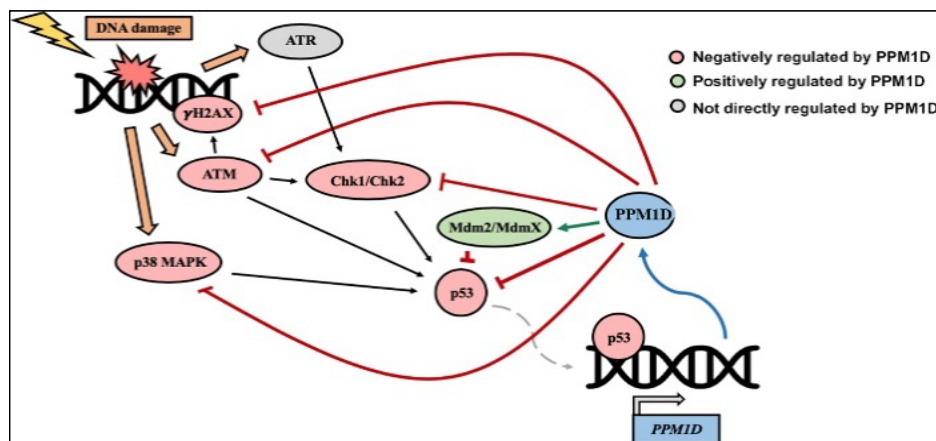 DNA damage
ATR
Negatively regulated by PPM1D
Positively regulated by PPM1D
Not directly regulated by PPM1D
γH2AX
ATM
Chk1/Chk2
PPM1D
Mdm2/MdmX
p38 MAPK
p53
p53
PPM1D